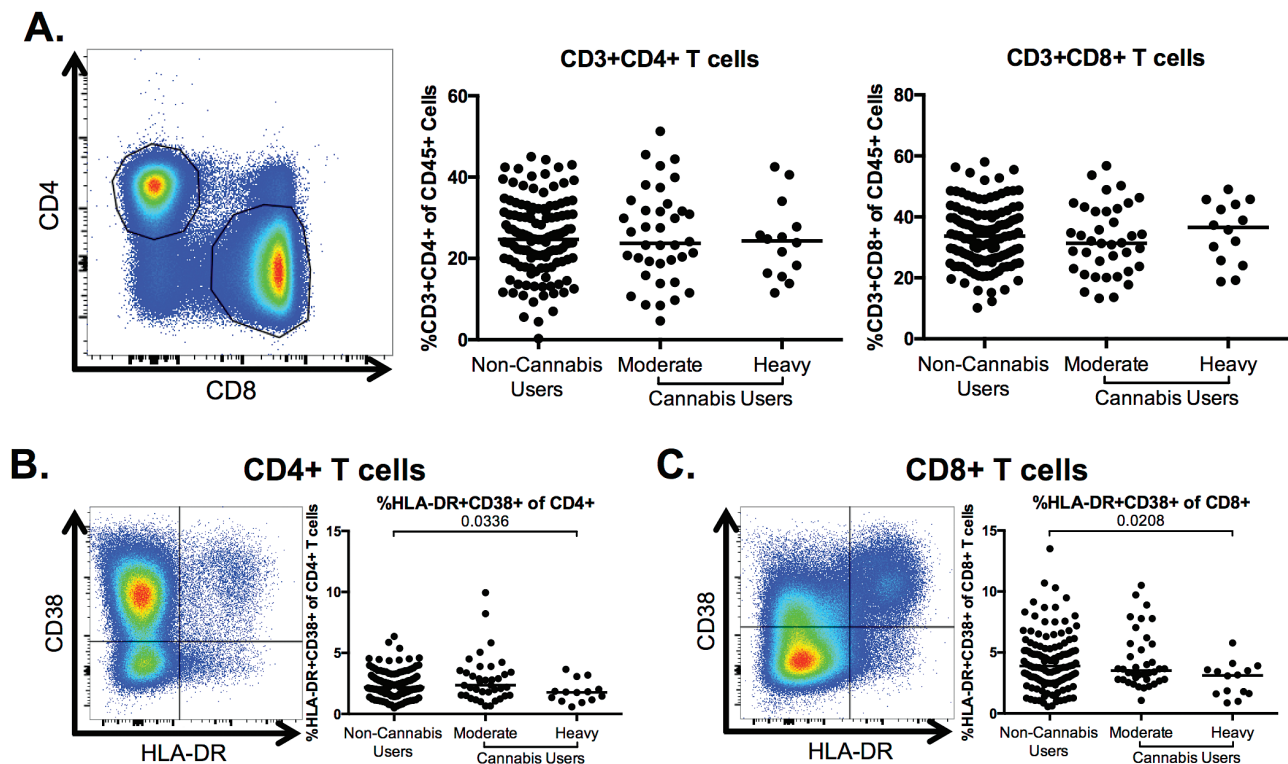 A.
CD4
CD8
CD3+CD4+ T cells
%CD3+CD4+ of CD45+ Cells
60
40
20
0
Non-Cannabis
Users
Moderate
Heavy
Cannabis Users
CD3+CD8+ T cells
%CD3+CD8+ of CD45+ Cells
80
60
40
20
0
Non-Cannabis
Users
Moderate
Heavy
Cannabis Users
B.
CD4+ T cells
CD38
HLA-DR
%HLA-DR+CD38+ of CD4+
0.0336
%HLA-DR+CD38+ of CD4+ T cells
15
10
5
0
Non-Cannabis
Users
Moderate
Heavy
Cannabis Users
C.
CD8+ T cells
CD38
HLA-DR
%HLA-DR+CD38+ of CD8+
0.0208
%HLA-DR+CD38+ of CD8+ T cells
15
10
5
0
Non-Cannabis
Users
Moderate
Heavy
Cannabis Users